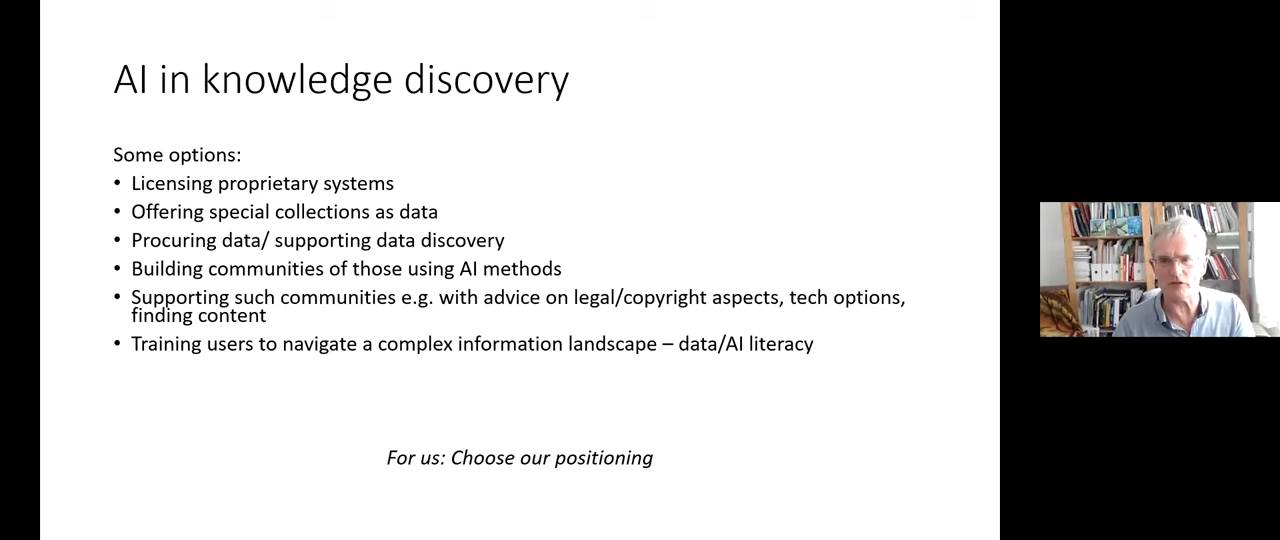 AI in knowledge discovery
Some options:
• Licensing proprietary systems
• Offering special collections as data
• Procuring data/ supporting data discovery
• Building communities of those using AI methods
• Supporting such communities e.g. with advice on legal/copyright aspects, tech options,
finding content
• Training users to navigate a complex information landscape – data/AI literacy
For us: Choose our positioning